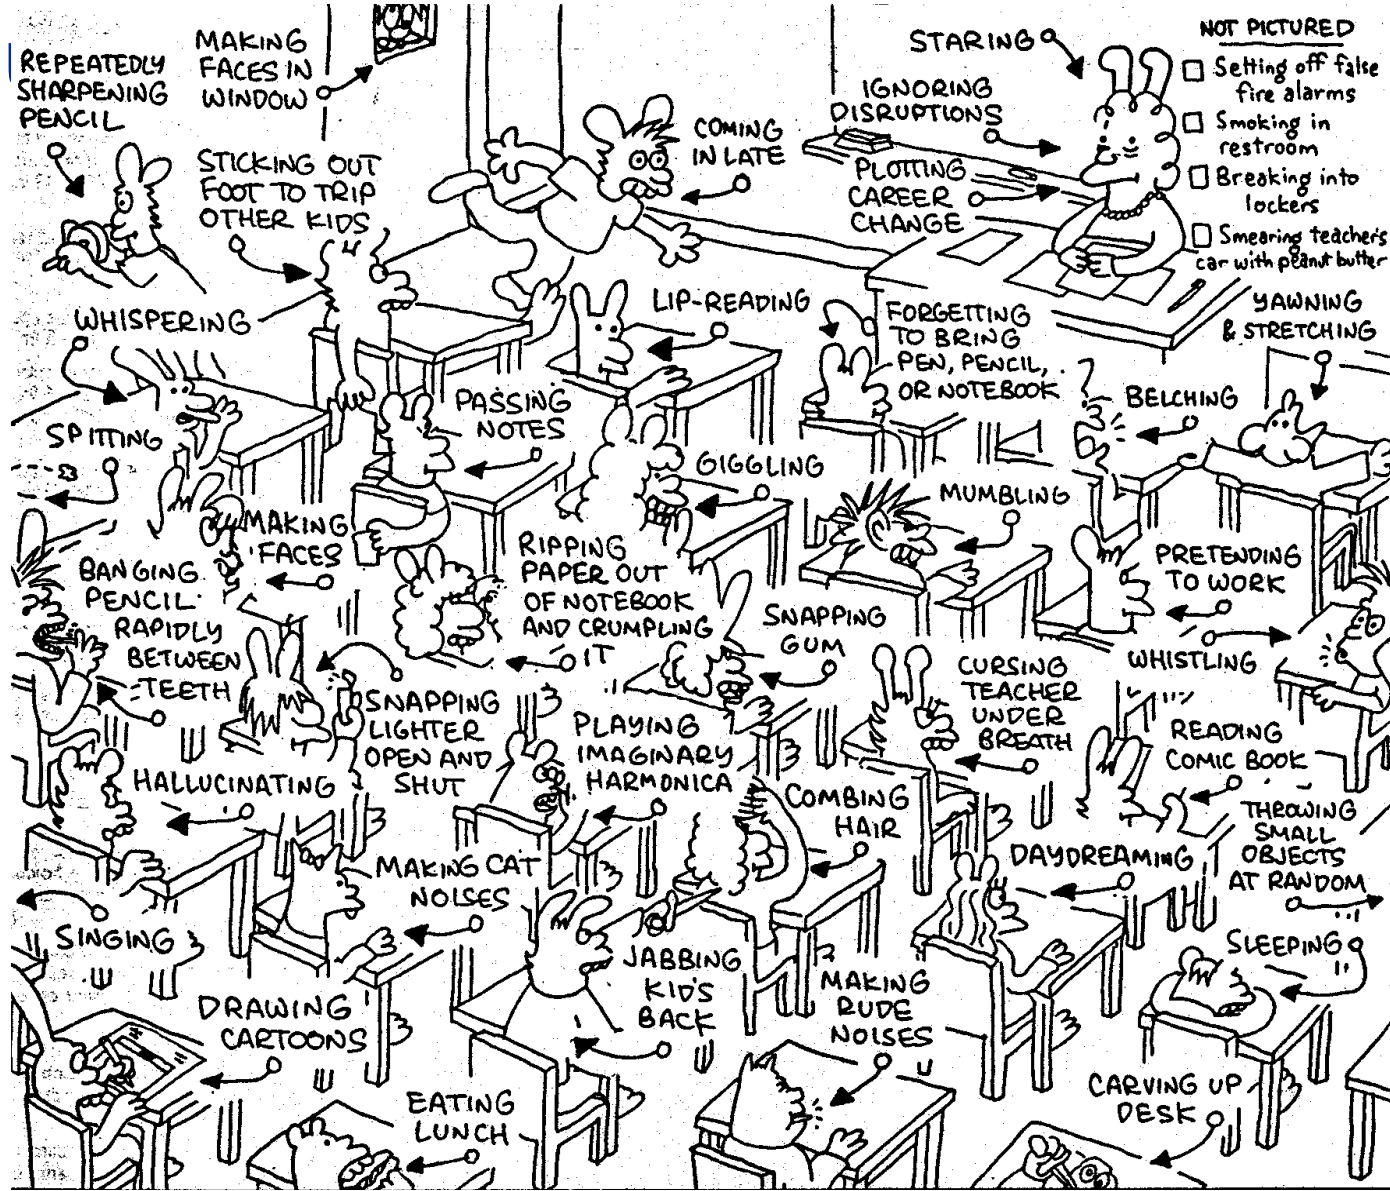 REPEATEDLY
SHARPENING
PENCIL
MAKING
FACES IN
WINDOW
STICKING OUT
FOOT TO TRIP
OTHER KIDS
COMING
IN LATE
STARING
IGNORING
DISRUPTIONS
PLOTTING
CAREER
CHANGE
NOT PICTURED
Setting off false
fire alarms
Smoking in
restroom
Breaking into
lockers
Smearing teacher's
car with peanut butter
WHISPERING
LIP-READING
FORGETTING
TO BRING
PEN, PENCIL,
OR NOTEBOOK
YAWNING
& STRETCHING
SPITTING
PASSING
NOTES
GIGGLING
BELCHING
MUMBLING
MAKING
FACES
BANGING
PENCIL
RAPIDLY
BETWEEN
TEETH
RIPPING
PAPER OUT
OF NOTEBOOK
AND CRUMPLING
IT
SNAPPING
GUM
PRETENDING
TO WORK
WHISTLING
SNAPPING
LIGHTER
OPEN AND
SHUT
PLAYING
IMAGINARY
HARMONICA
CURSING
TEACHER
UNDER
BREATH
READING
COMIC BOOK
HALLUCINATING
COMBING
HAIR
THROWING
SMALL
OBJECTS
AT RANDOM
MAKING CAT
NOISES
DAYDREAMING
SINGING
JABBING
KID'S
BACK
MAKING
RUDE
NOISES
SLEEPING
DRAWING
CARTOONS
EATING
LUNCH
CARVING UP
DESK